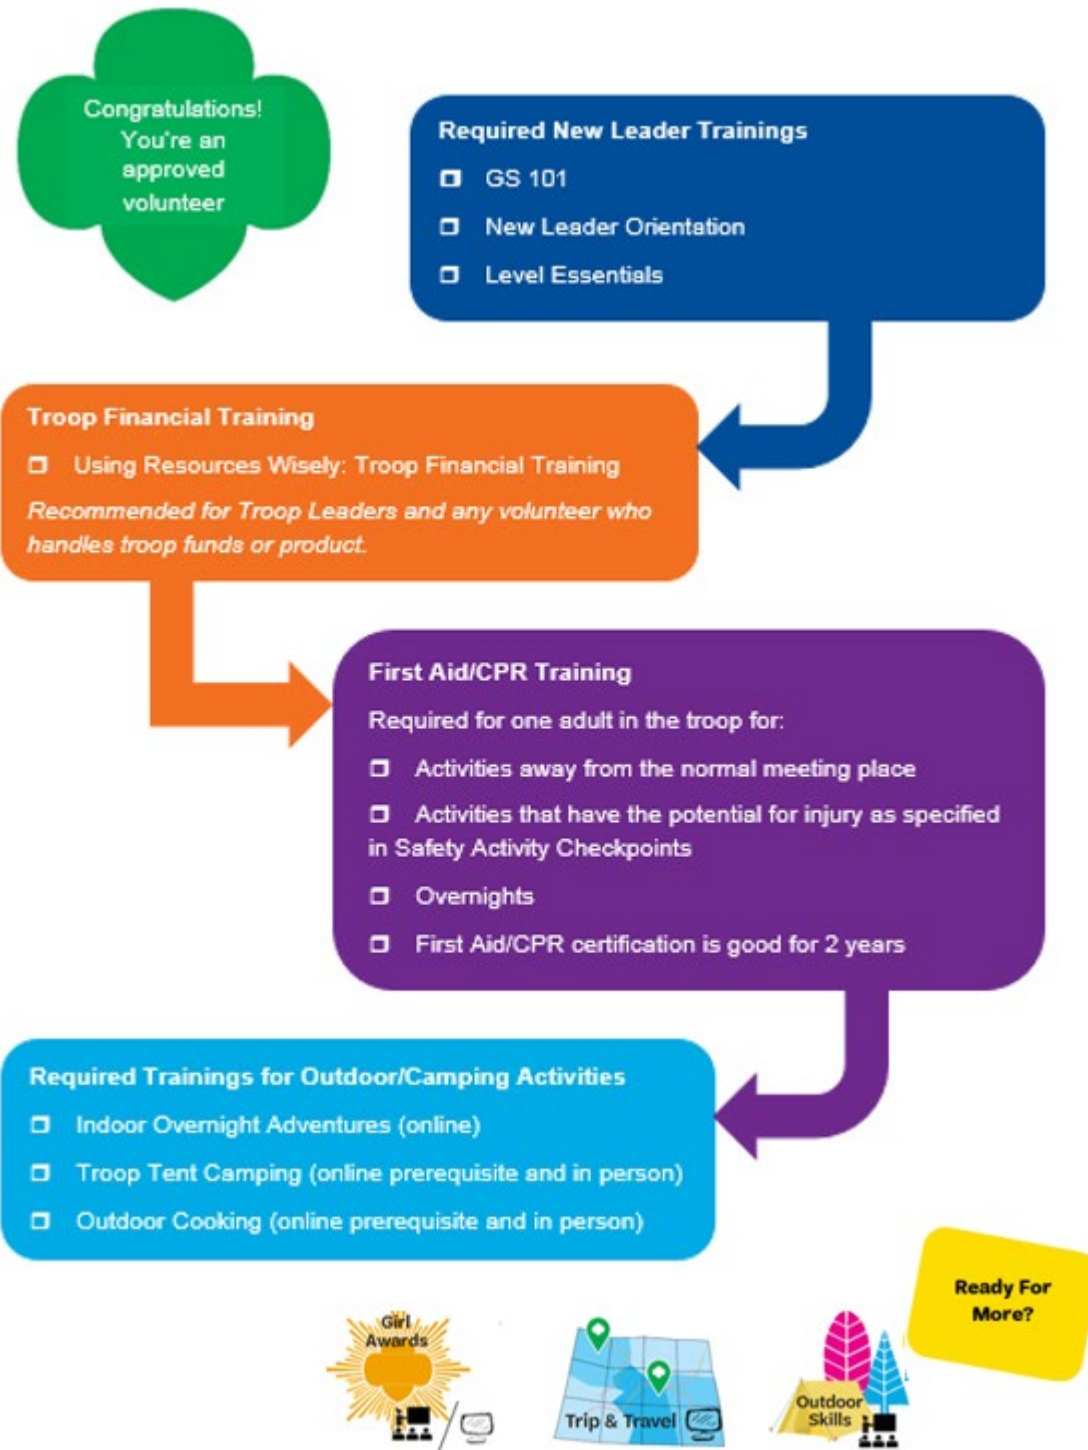 Congratulations!
You're an
approved
volunteer
Required New Leader Trainings
GS 101
New Leader Orientation
Level Essentials
Troop Financial Training
Using Resources Wisely: Troop Financial Training
Recommended for Troop Leaders and any volunteer who
handles troop funds or product.
First Aid/CPR Training
Required for one adult in the troop for:
Activities away from the normal meeting place
Activities that have the potential for injury as specified
in Safety Activity Checkpoints
Overnights
First Aid/CPR certification is good for 2 years
Required Trainings for Outdoor/Camping Activities
Indoor Overnight Adventures (online)
Troop Tent Camping (online prerequisite and in person)
Outdoor Cooking (online prerequisite and in person)
Ready For
More?
Girl
Awards
Trip & Travel
Outdoor
Skills